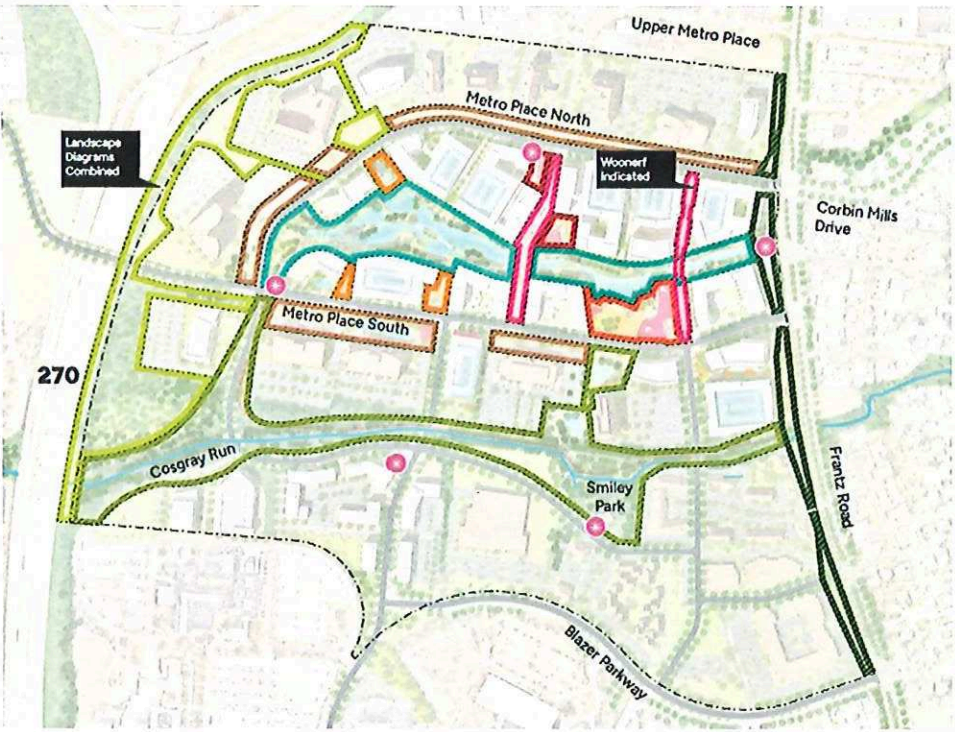 Upper Metro Place
Metro Place North
Landscape
Diagrams
Combined
Woonerf
Indicated
Corbin Mills
Drive
Metro Place South
270
Cosgray Run
Smiley
Park
Frantz Road
Blazer Parkway